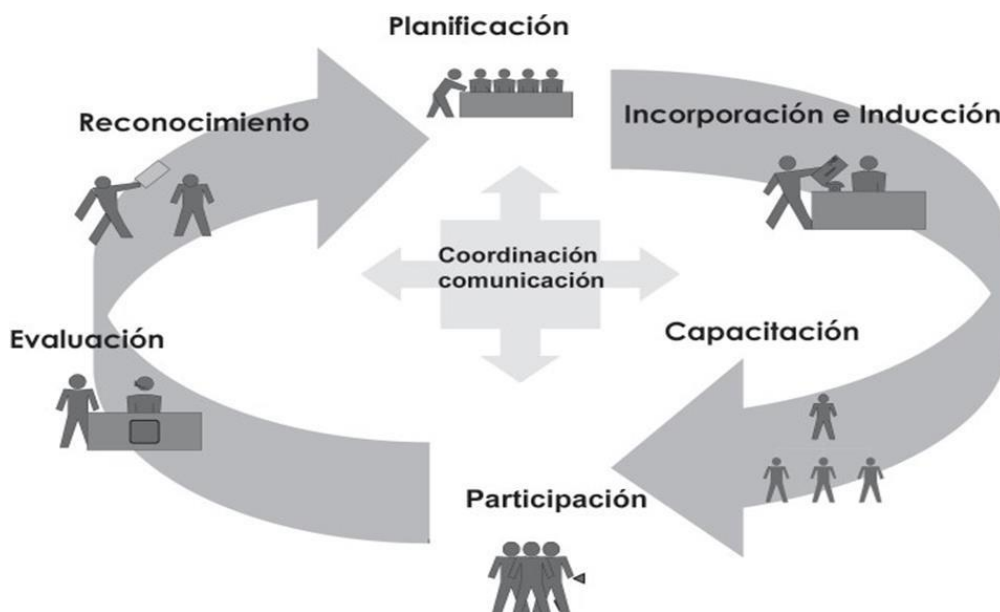 Planificación
Reconocimiento
Incorporación e Inducción
Coordinación
comunicación
Evaluación
Capacitación
Participación